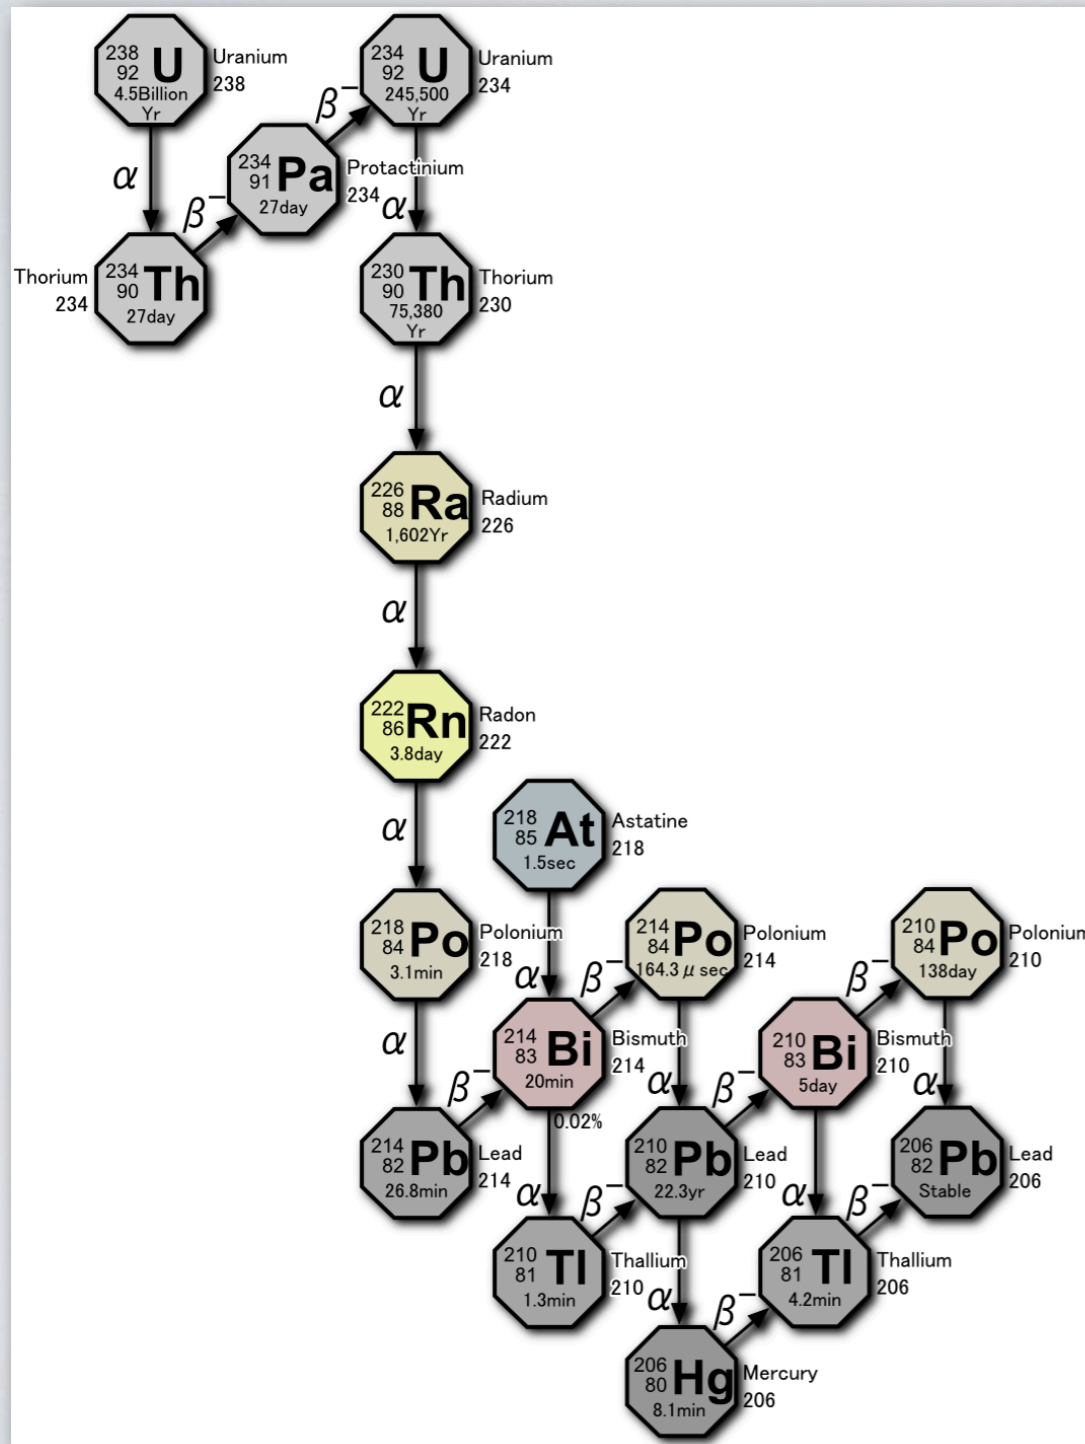 238
92 U
4.5Billion
Yr
Uranium
238
234
92 U
245,500
Yr
Uranium
234
α
β−
234
91 Pa
27day
Protactinium
234
β−
α
234
90 Th
27day
Thorium
234
230
90 Th
75,380
Yr
Thorium
230
α
226
88 Ra
1,602Yr
Radium
226
α
222
86 Rn
3.8day
Radon
222
α
218
85 At
1.5sec
Astatine
218
218
84 Po
3.1min
Polonium
218
α
β−
214
84 Po
164.3 μ sec
Polonium
214
210
84 Po
138day
Polonium
210
β−
α
214
83 Bi
20min
Bismuth
214
0.02%
α
β−
210
83 Bi
5day
Bismuth
210
α
β−
214
82 Pb
26.8min
Lead
214
210
82 Pb
22.3yr
Lead
210
206
82 Pb
Stable
Lead
206
α
β−
α
β−
210
81 Tl
1.3min
Thallium
210
206
81 Tl
4.2min
Thallium
206
α
β−
206
80 Hg
8.1min
Mercury
206